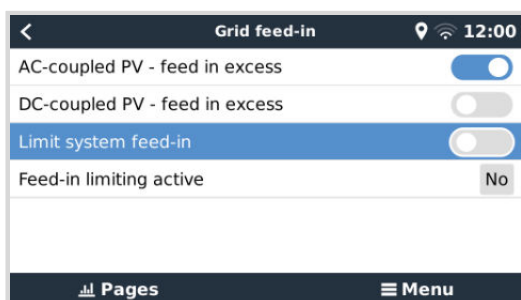 Grid feed-in 12:00
AC-coupled PV - feed in excess
DC-coupled PV - feed in excess
Limit system feed-in
Feed-in limiting active No
Pages Menu